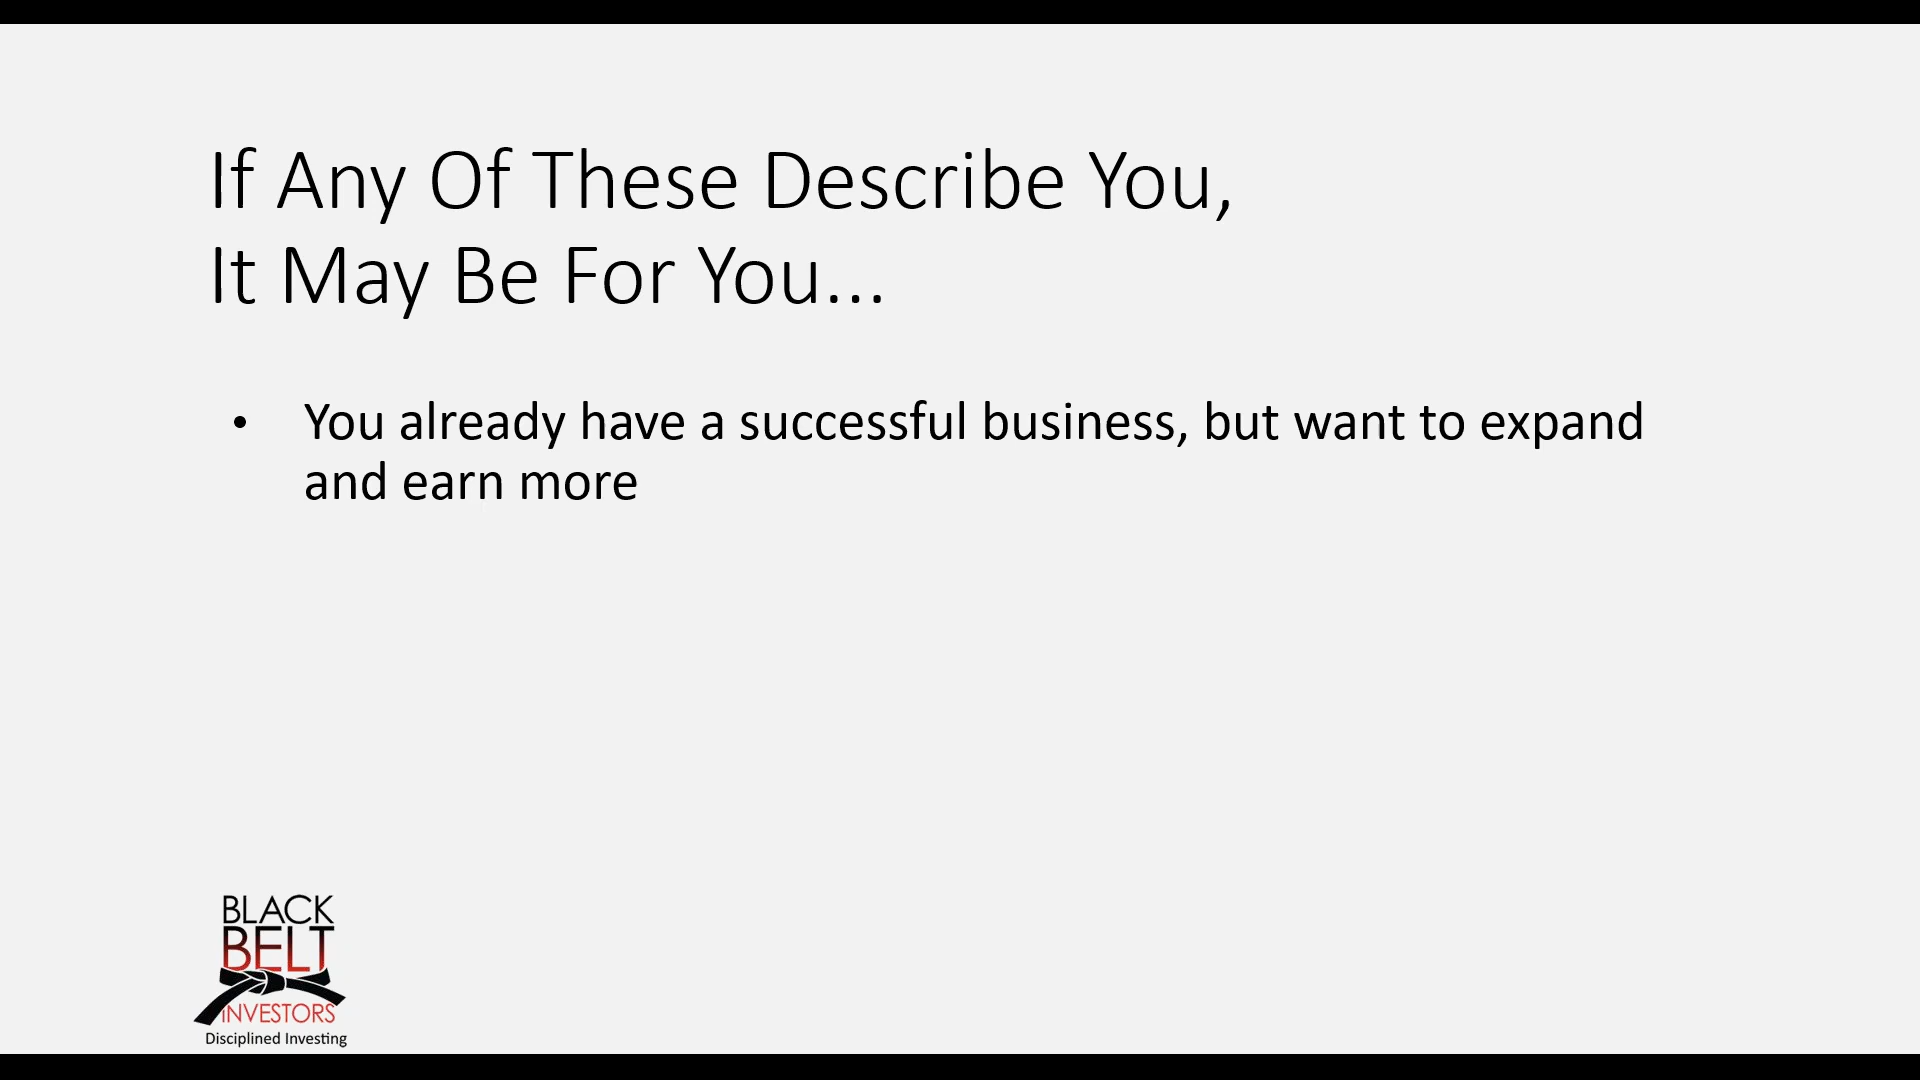 If Any Of These Describe You,
It May Be For You...
• You already have a successful business, but want to expand
and earn more
BLACK
BELT
INVESTORS
Disciplined Investing